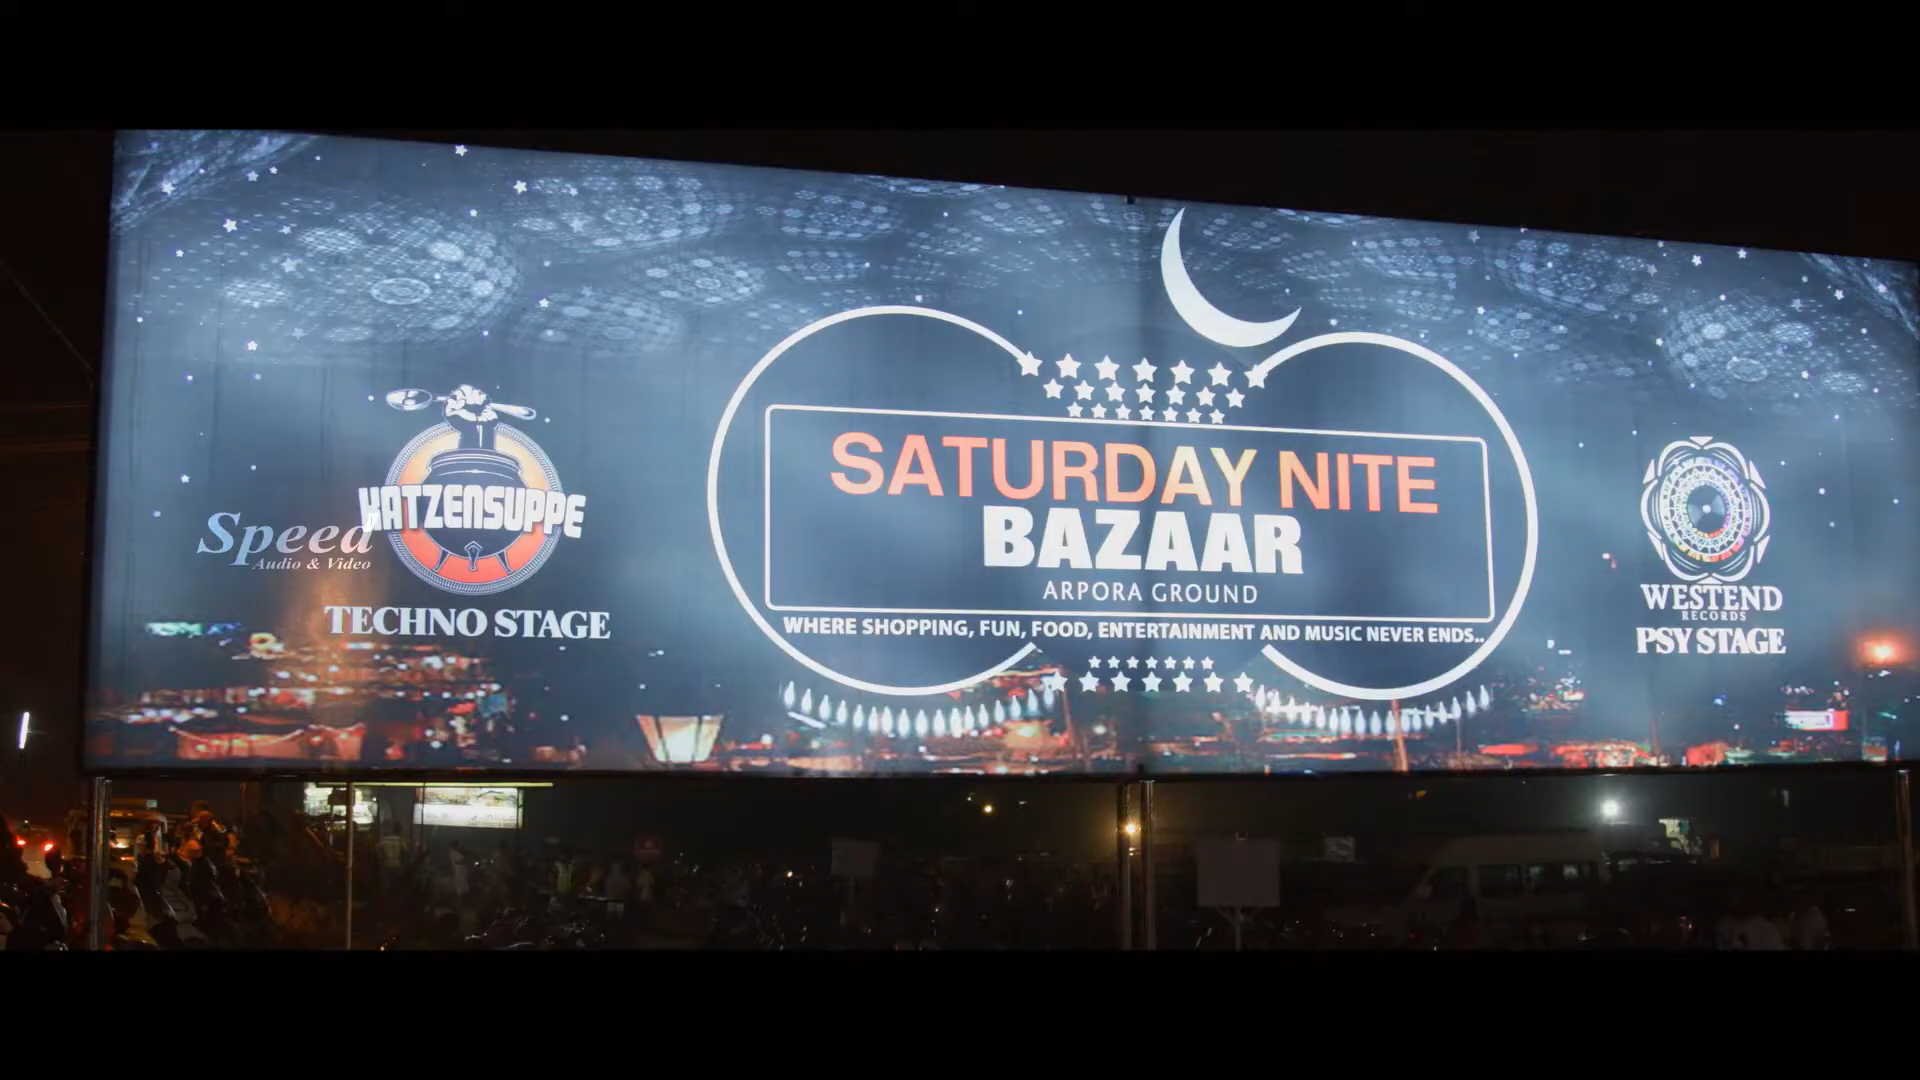 KATZENSUPPE
Speed
Audio & Video
TECHNO STAGE
SATURDAY NITE
BAZAAR
ARPORA GROUND
WHERE SHOPPING, FUN, FOOD, ENTERTAINMENT AND MUSIC NEVER ENDS..
WESTEND
RECORDS
PSY STAGE